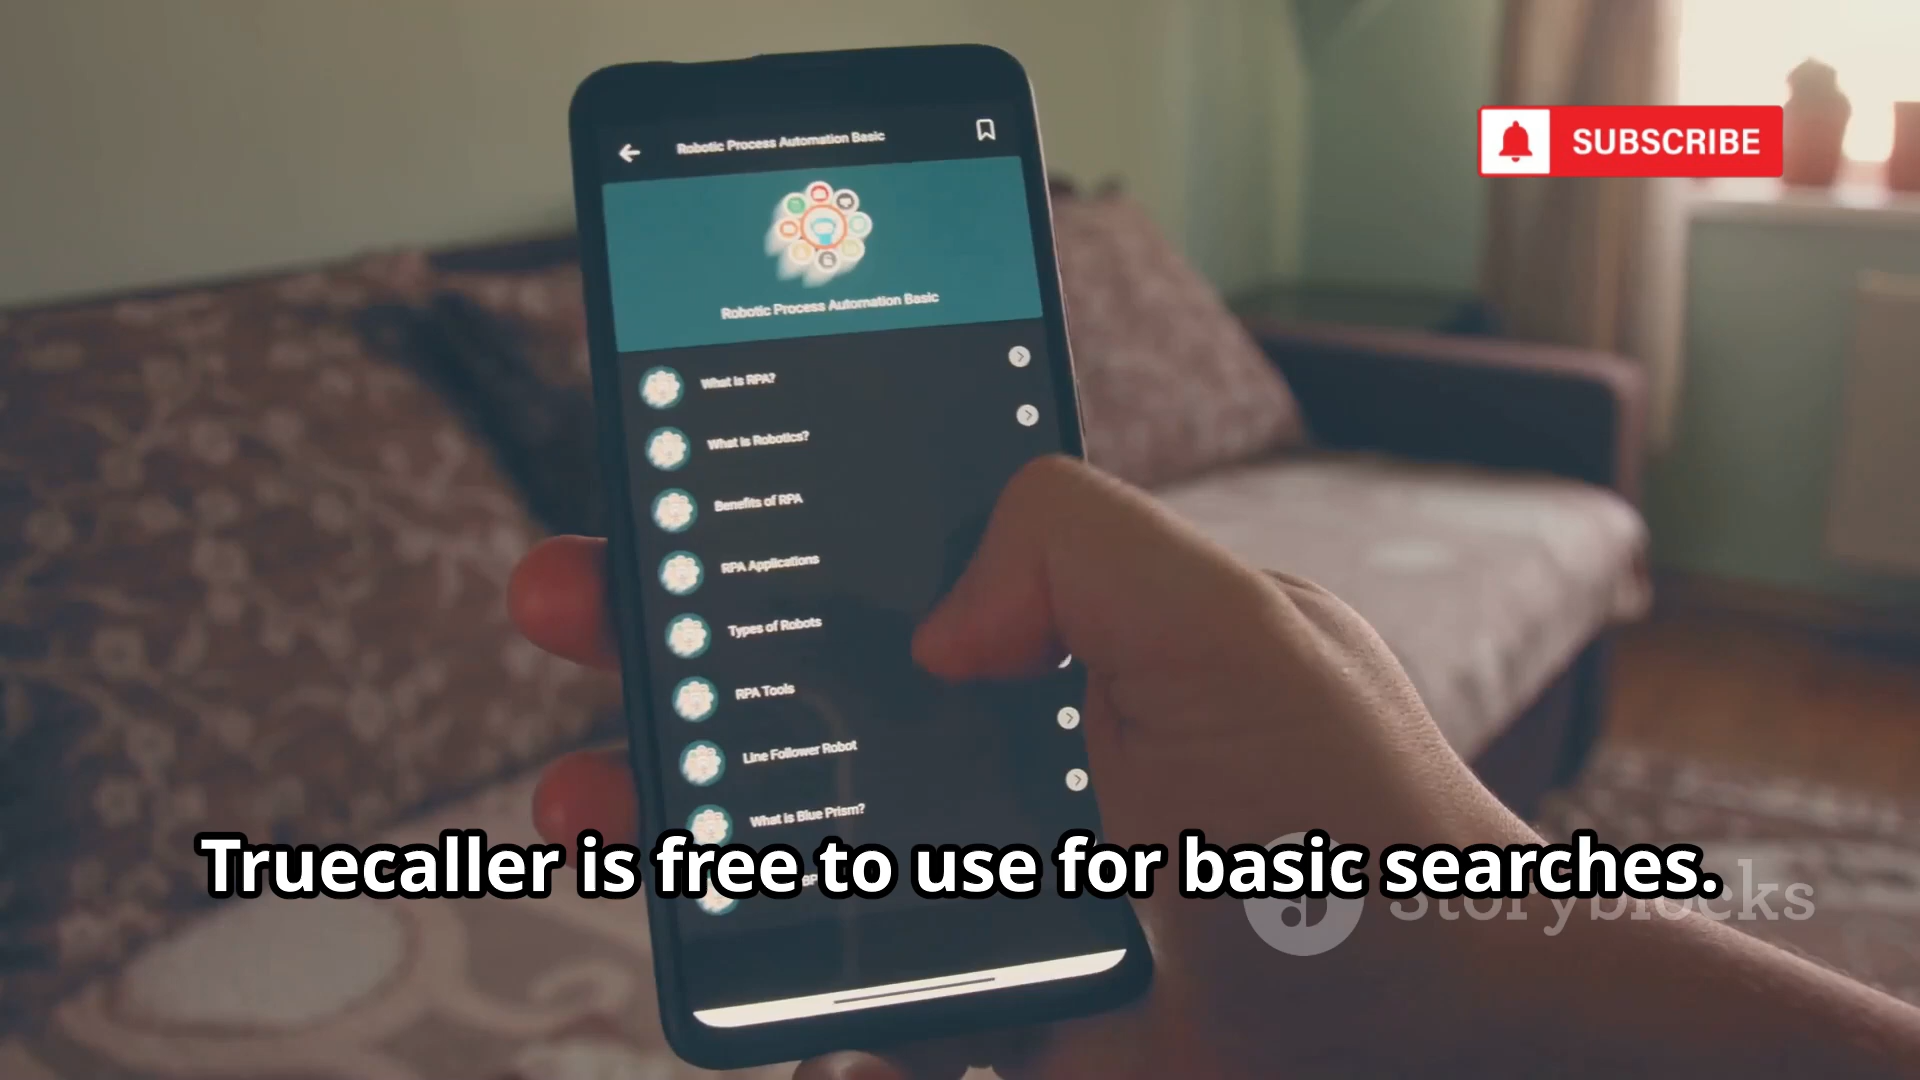 Robotic Process Automation Basic
SUBSCRIBE
Robotic Process Automation Basic
What is RPA?
What is Robotics?
Benefits of RPA
RPA Applications
Types of Robots
RPA Tools
Line Follower Robot
What is Blue Prism?
Truecaller is free to use for basic searches.
Storyblocks